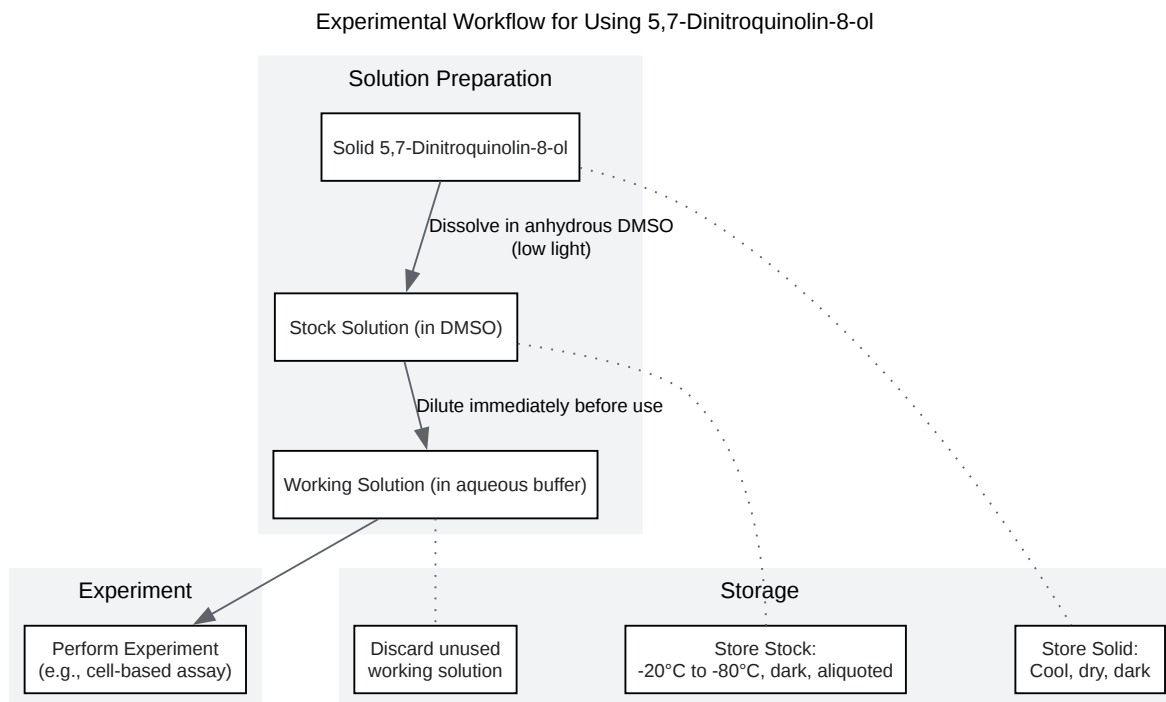 Experimental Workflow for Using 5,7-Dinitroquinolin-8-ol
Solution Preparation
Solid 5,7-Dinitroquinolin-8-ol
Dissolve in anhydrous DMSO
(low light)
Stock Solution (in DMSO)
Dilute immediately before use
Working Solution (in aqueous buffer)
Experiment
Perform Experiment
(e.g., cell-based assay)
Storage
Discard unused
working solution
Store Stock:
-20°C to -80°C, dark, aliquoted
Store Solid:
Cool, dry, dark